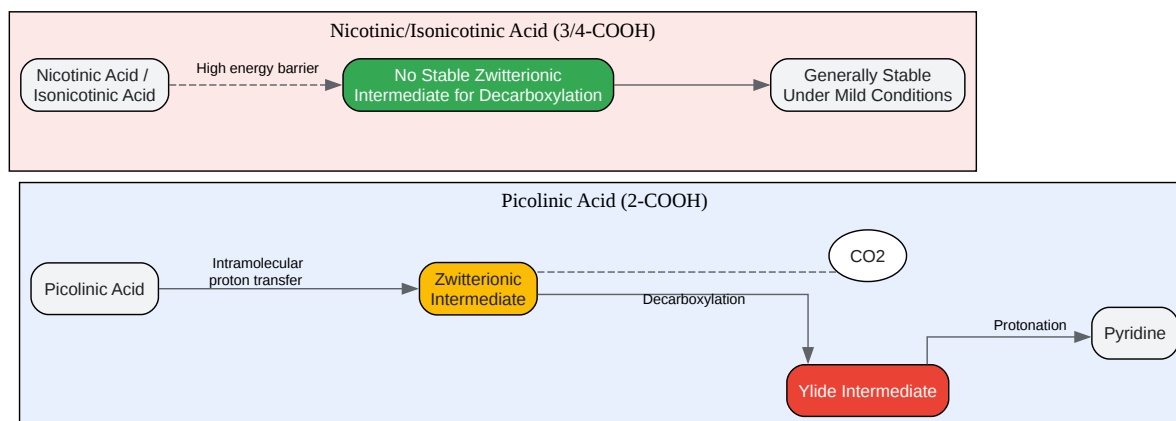 Nicotinic/Isonicotinic Acid (3/4-COOH)
Nicotinic Acid /
Isonicotinic Acid
High energy barrier
No Stable Zwitterionic
Intermediate for Decarboxylation
Generally Stable
Under Mild Conditions
Picolinic Acid (2-COOH)
Picolinic Acid
Intramolecular
proton transfer
Zwitterionic
Intermediate
CO2
Decarboxylation
Ylide Intermediate
Protonation
Pyridine